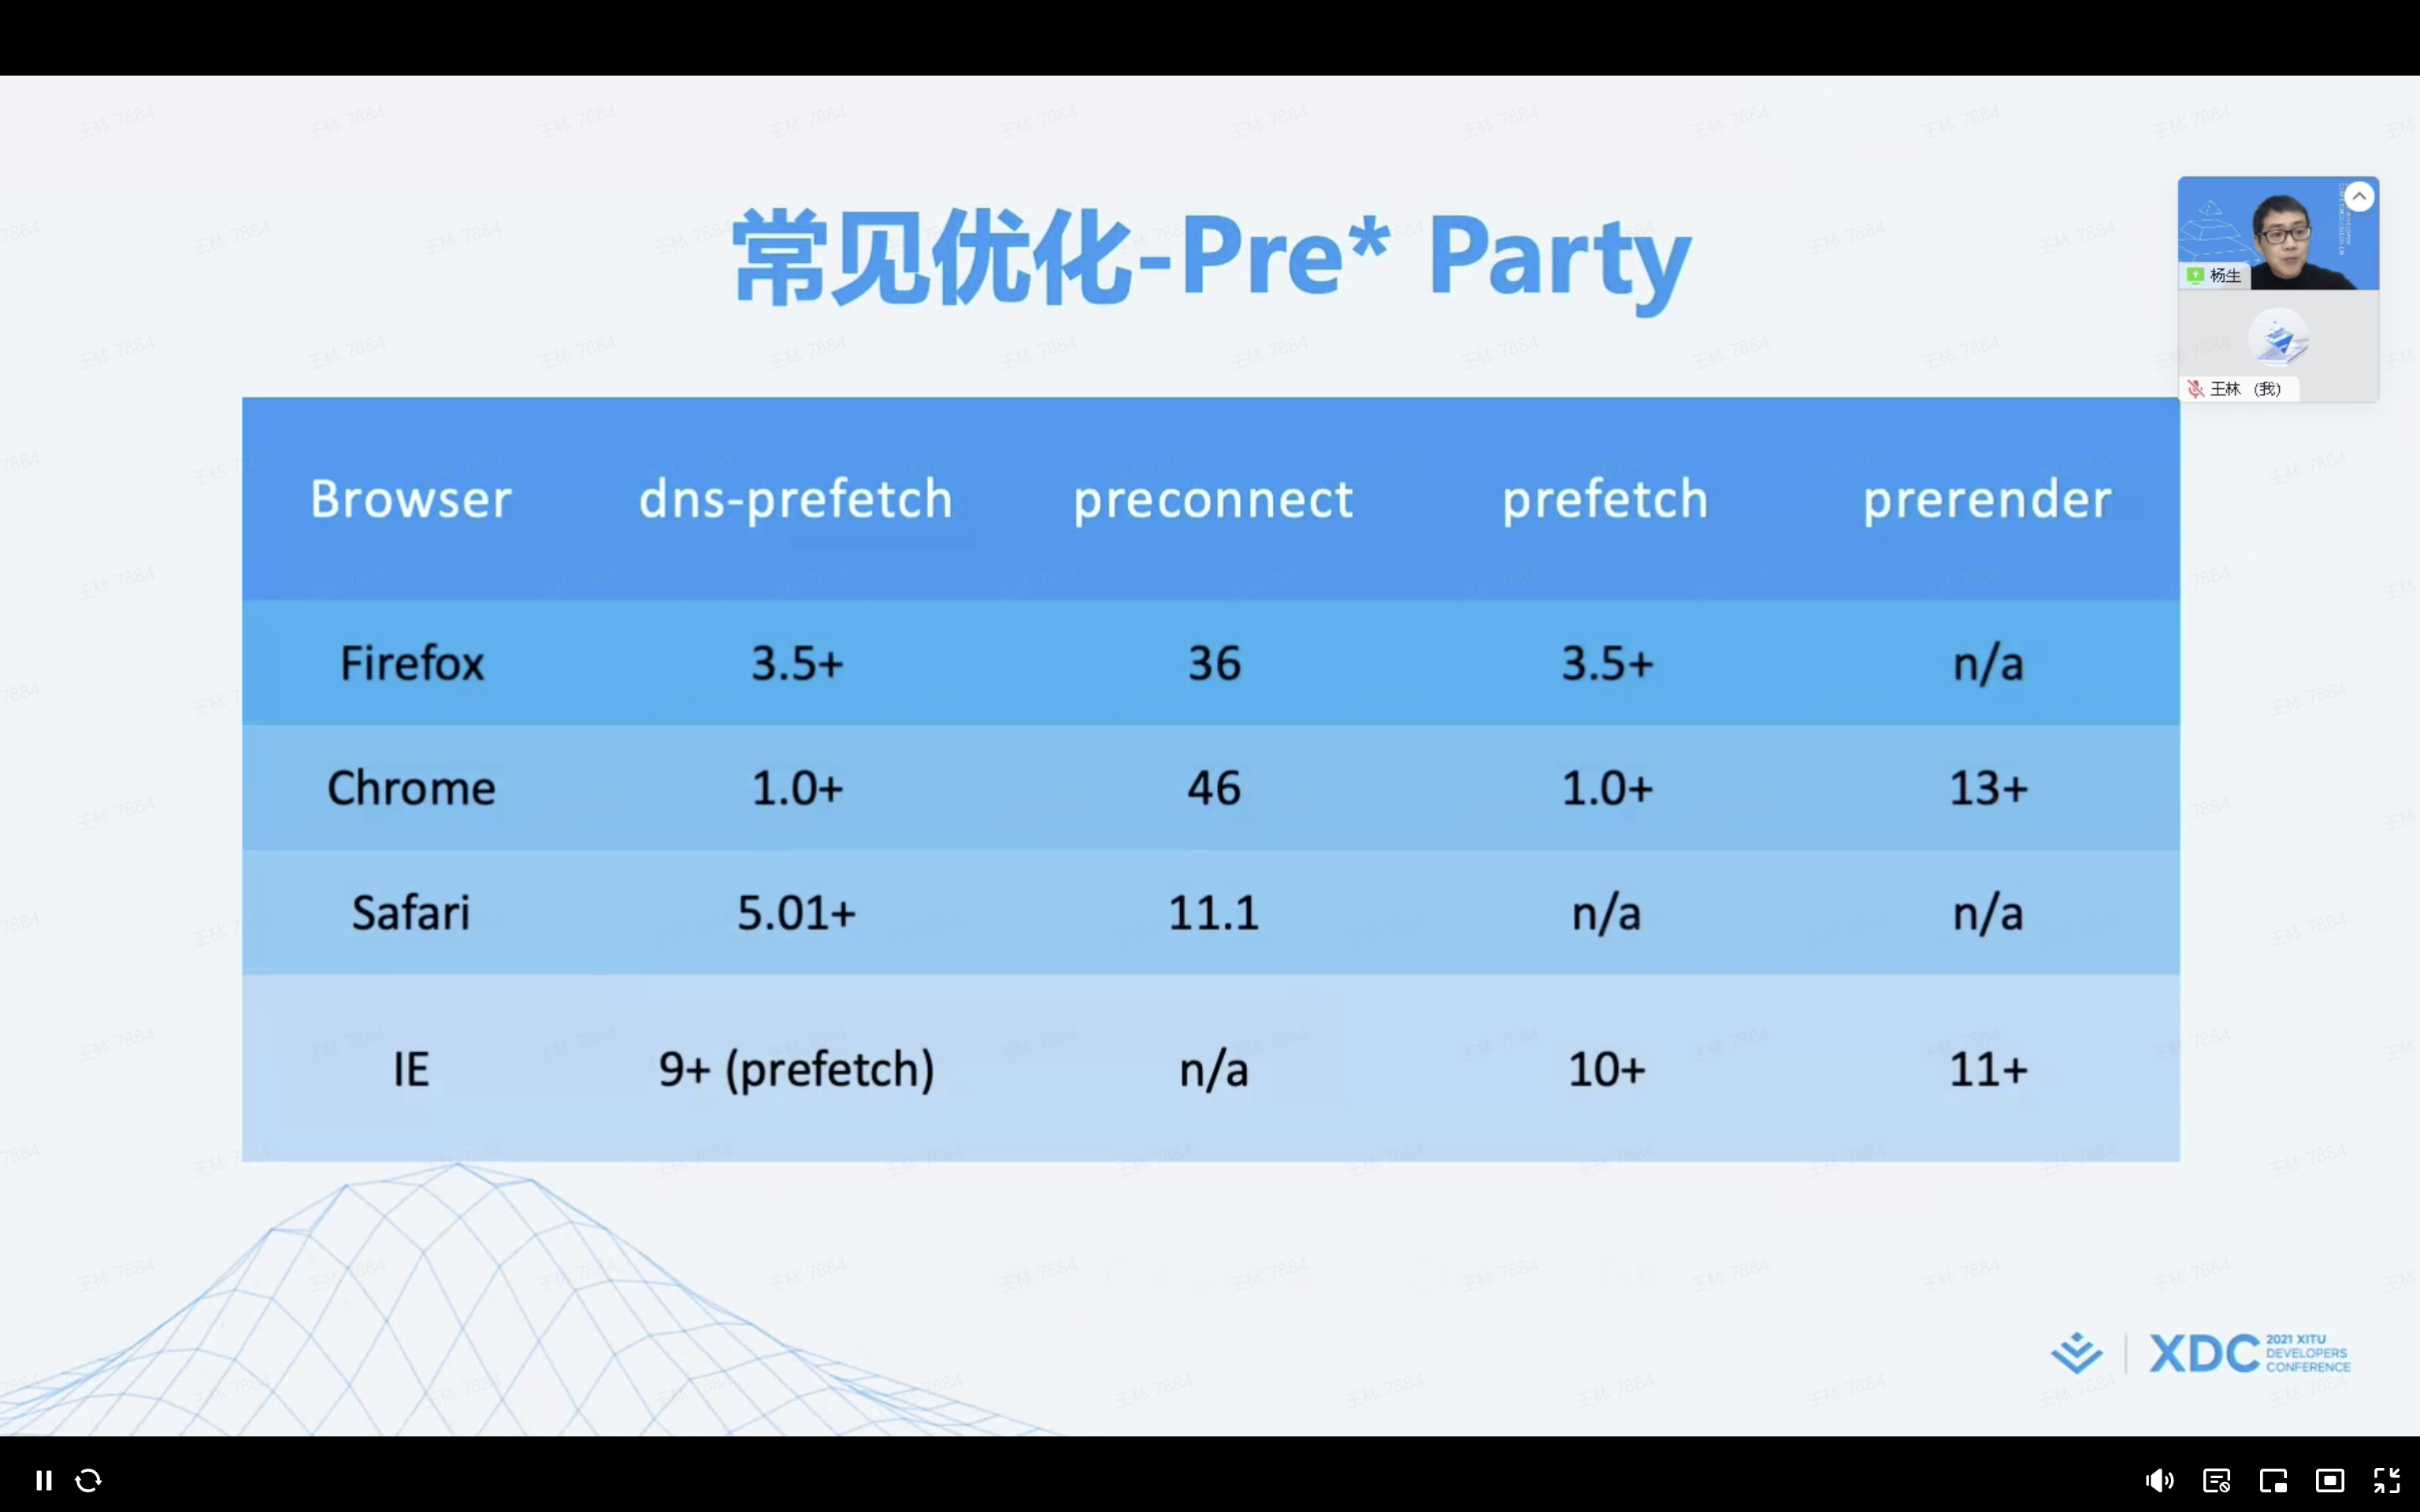 常见优化-Pre* Party
杨生
王林 (我)
Browser dns-prefetch preconnect prefetch prerender
Firefox 3.5+ 36 3.5+ n/a
Chrome 1.0+ 46 1.0+ 13+
Safari 5.01+ 11.1 n/a n/a
IE 9+ (prefetch) n/a 10+ 11+
XDC
2021 XITU
DEVELOPERS
CONFERENCE
王林 7884